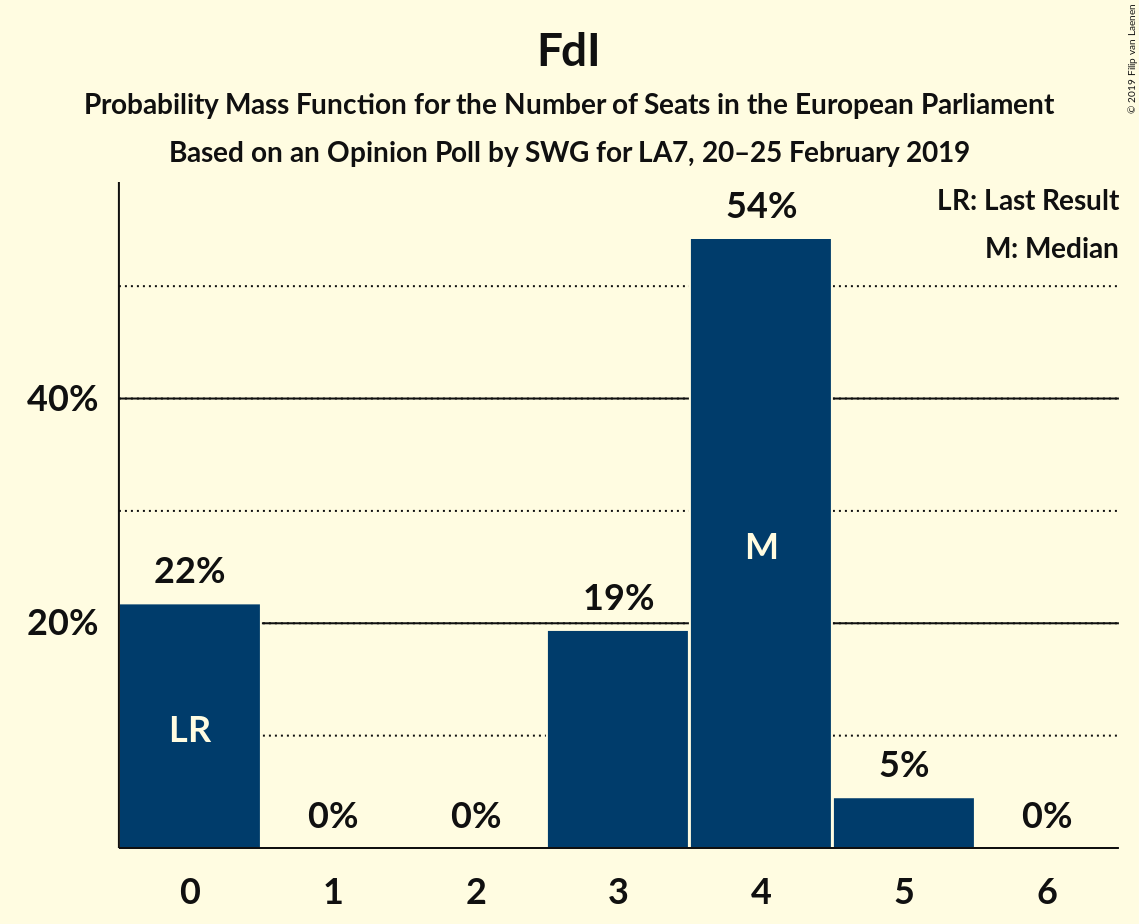 FdI
Probability Mass Function for the Number of Seats in the European Parliament
Based on an Opinion Poll by SWG for LA7, 20–25 February 2019
© 2019 Filip van Laenen
LR: Last Result
M: Median
54%
40%
M
22%
19%
20%
LR
5%
0%
0%
0%
0 1 2 3 4 5 6